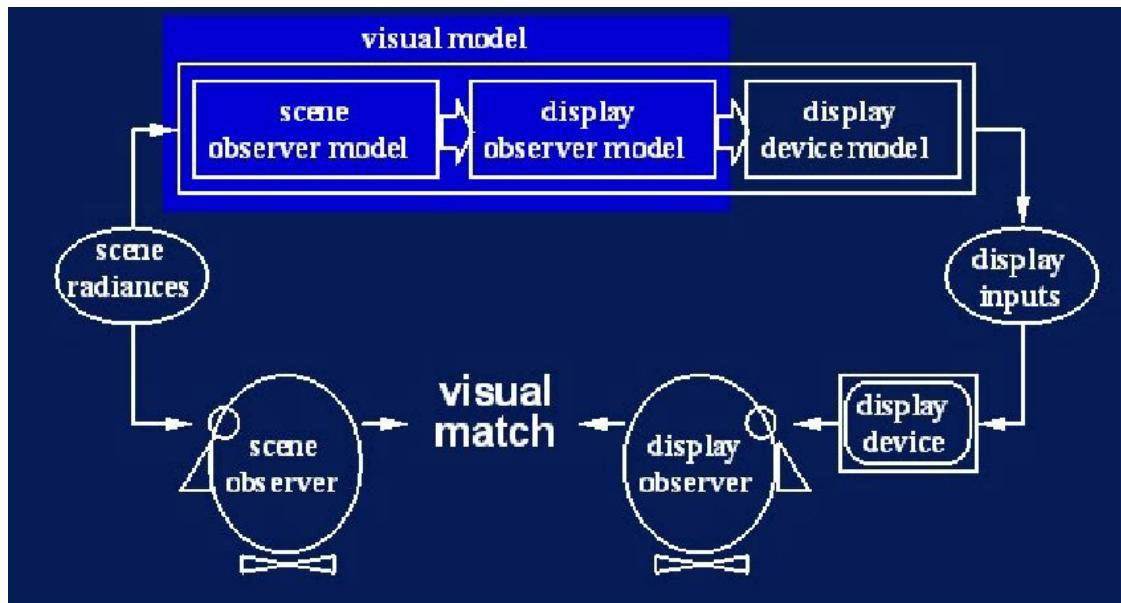 visual model
scene
observer model
display
observer model
display
device model
scene
radiances
display
inputs
scene
observer
visual
match
display
observer
display
device